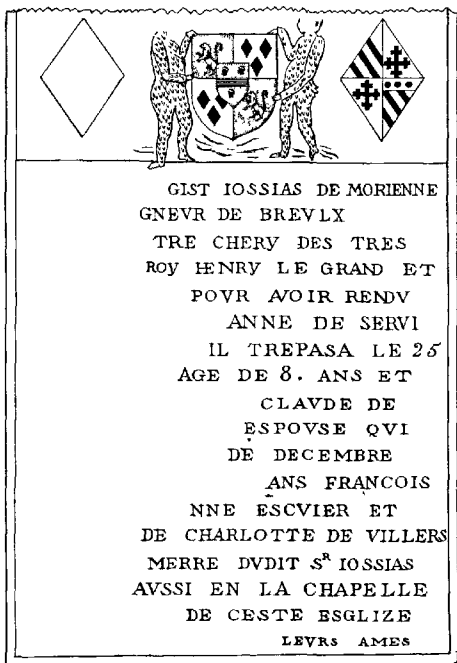 GIST IOSSIAS DE MORIENNE
GNEVR DE BREVLX
TRE CHERY DES TRES
ROY HENRY LE GRAND ET
POVR AVOIR RENDV
ANNE DE SERVI
IL TREPASA LE 25
AGE DE 8. ANS ET
CLAVDE DE
ESPOVSE QVI
DE DECEMBRE
ANS FRANCOIS
NNE ESCVIER ET
DE CHARLOTTE DE VILLERS
MERRE DVDIT Sᴿ IOSSIAS
AVSSI EN LA CHAPELLE
DE CESTE ESGLIZE
LEVRS AMES